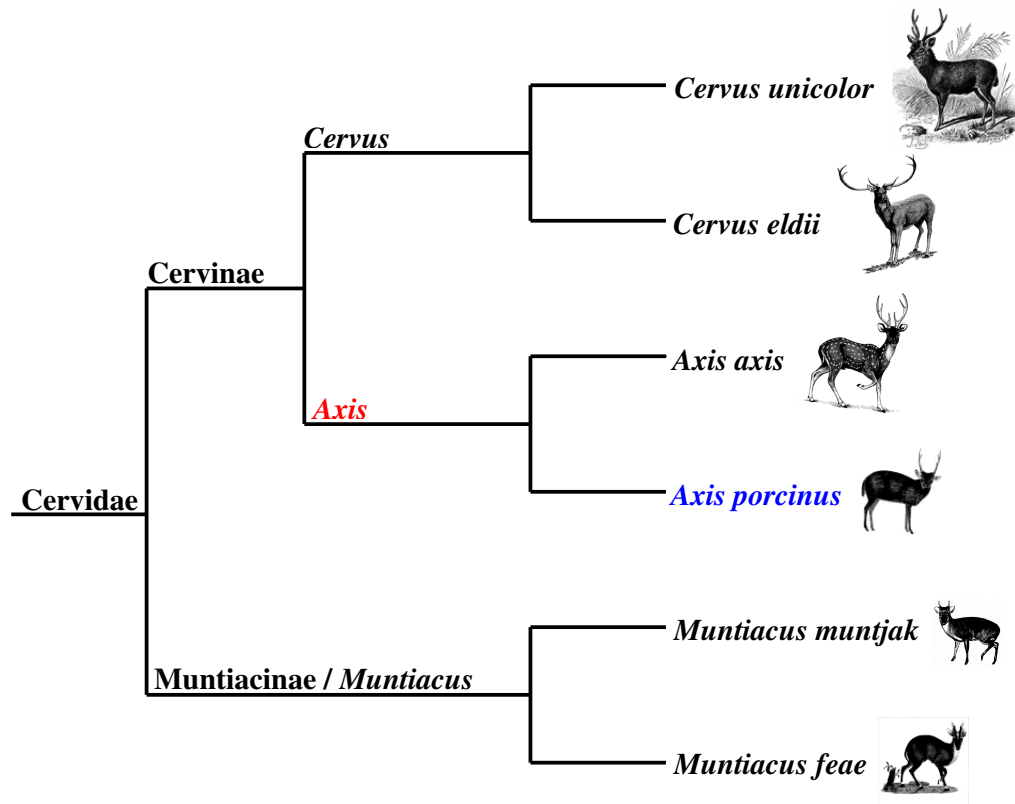 Cervus unicolor
Cervus
Cervus eldii
Cervinae
Axis axis
Axis
Axis porcinus
Cervidae
Muntiacus muntjak
Muntiacinae / Muntiacus
Muntiacus feae